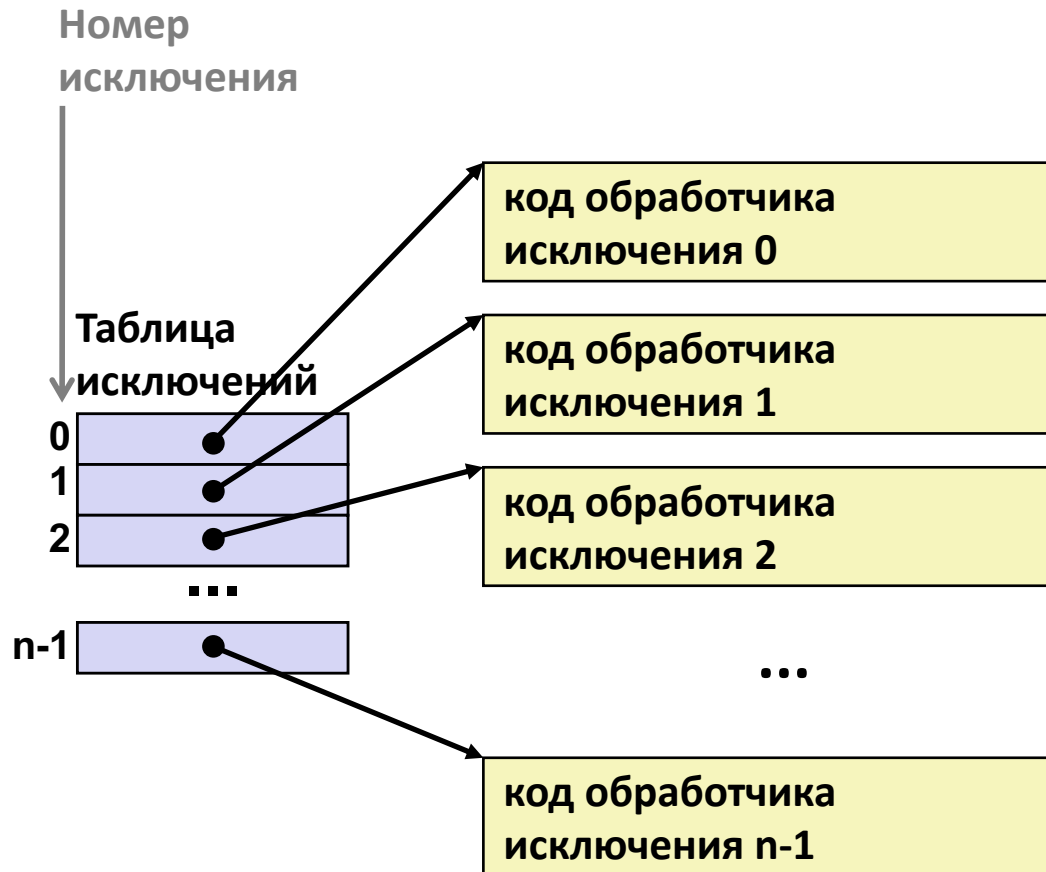 Номер
исключения
код обработчика
исключения 0
Таблица
исключений
код обработчика
исключения 1
0
1
2
код обработчика
исключения 2
...
n-1
...
код обработчика
исключения n-1